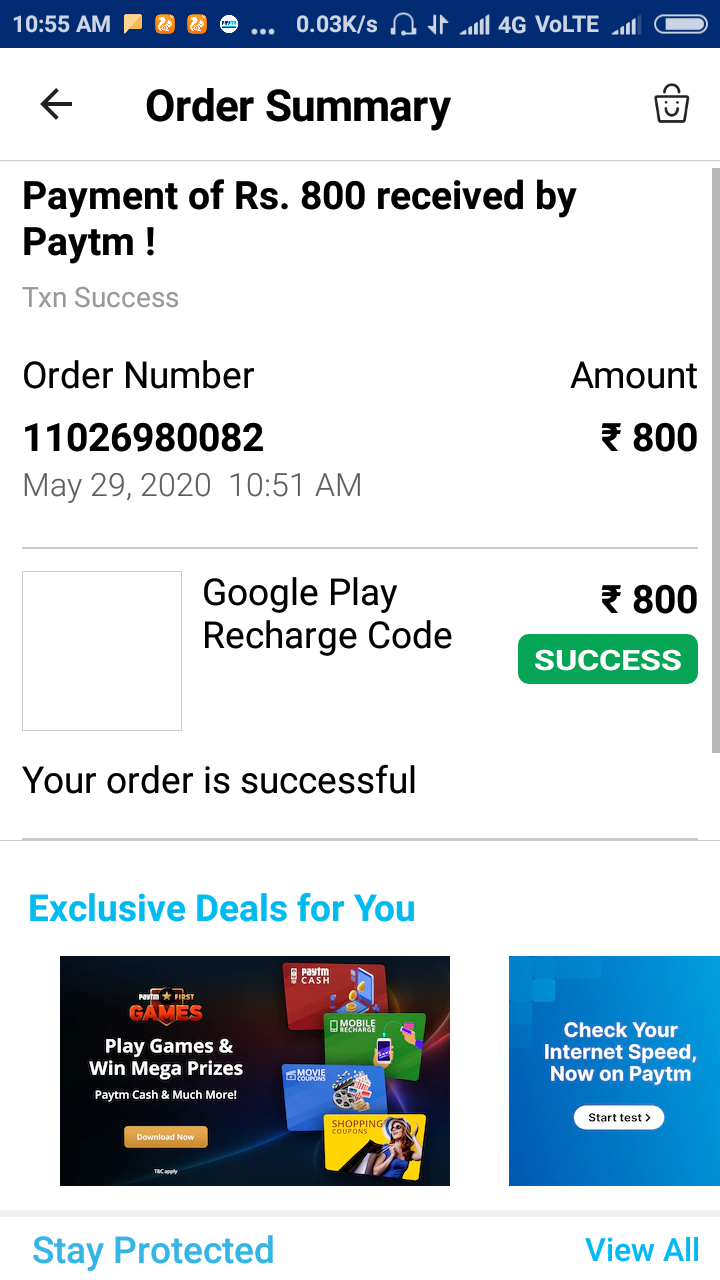 10:55 AM ... 0.03K/s 4G VoLTE
Order Summary
Payment of Rs. 800 received by
Paytm !
Txn Success
Order Number Amount
11026980082 ₹ 800
May 29, 2020 10:51 AM
Google Play ₹ 800
Recharge Code
SUCCESS
Your order is successful
Exclusive Deals for You
Paytm FIRST
GAMES
Play Games &
Win Mega Prizes
Paytm Cash & Much More!
Download Now
T&C apply
Paytm
CASH
MOBILE
RECHARGE
MOVIE
COUPONS
SHOPPING
COUPONS
Check Your
Internet Speed,
Now on Paytm
Start test >
Stay Protected View All